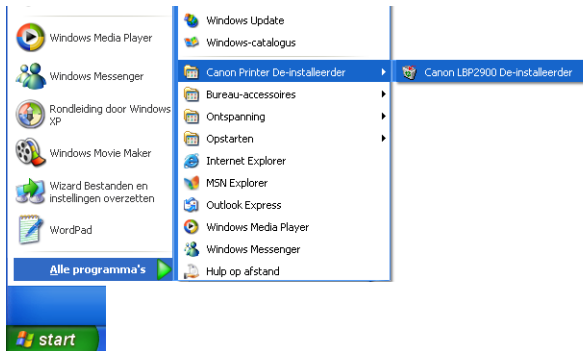 Windows Media Player
Windows Messenger
Rondleiding door Windows
XP
Windows Movie Maker
Wizard Bestanden en
instellingen overzetten
WordPad
Alle programma's
start
Windows Update
Windows-catalogus
Canon Printer De-installeerder
Bureau-accessoires
Ontspanning
Opstarten
Internet Explorer
MSN Explorer
Outlook Express
Windows Media Player
Windows Messenger
Hulp op afstand
Canon LBP2900 De-installeerder